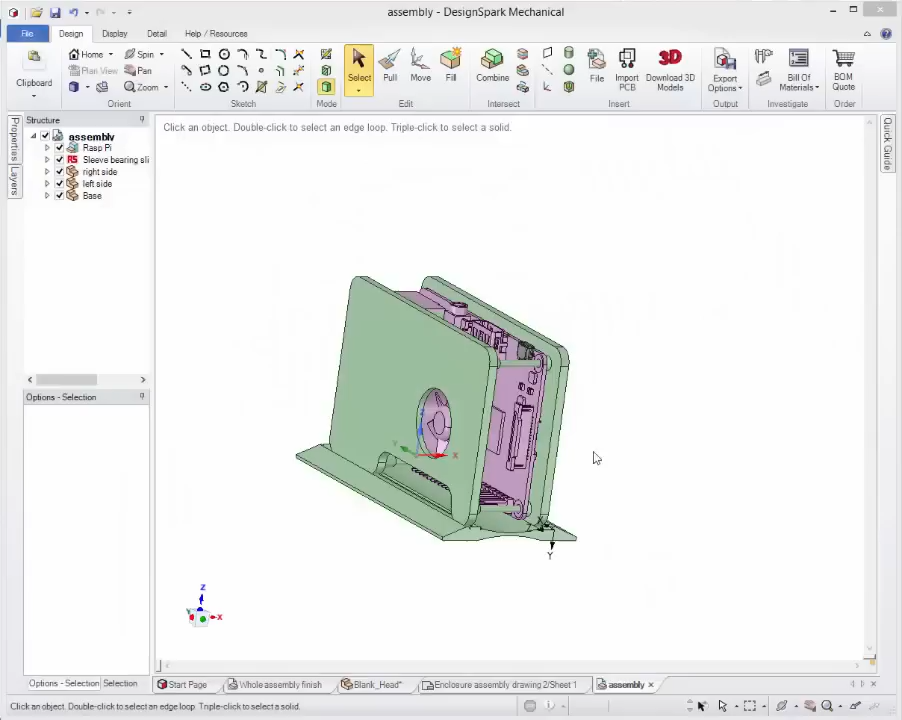 assembly - DesignSpark Mechanical
File Design Display Detail Help / Resources
Clipboard
Home Spin
Plan View Pan
Zoom
Orient
Sketch
Mode
Select Pull Move Fill
Edit
Combine
Intersect
File Import PCB Download 3D Models
Insert
Export Options
Output
Bill Of Materials
Investigate
BOM Quote
Order
Structure
Properties
Layers
assembly
Rasp Pi
RS Sleeve bearing sli
right side
left side
Base
Click an object. Double-click to select an edge loop. Triple-click to select a solid.
Quick Guide
Options - Selection
Z
Y
X
X
Y
Z
Y
X
Options - Selection Selection
Start Page Whole assembly finish Blank_Head* Enclosure assembly drawing 2/Sheet 1 assembly
Click an object. Double-click to select an edge loop. Triple-click to select a solid.